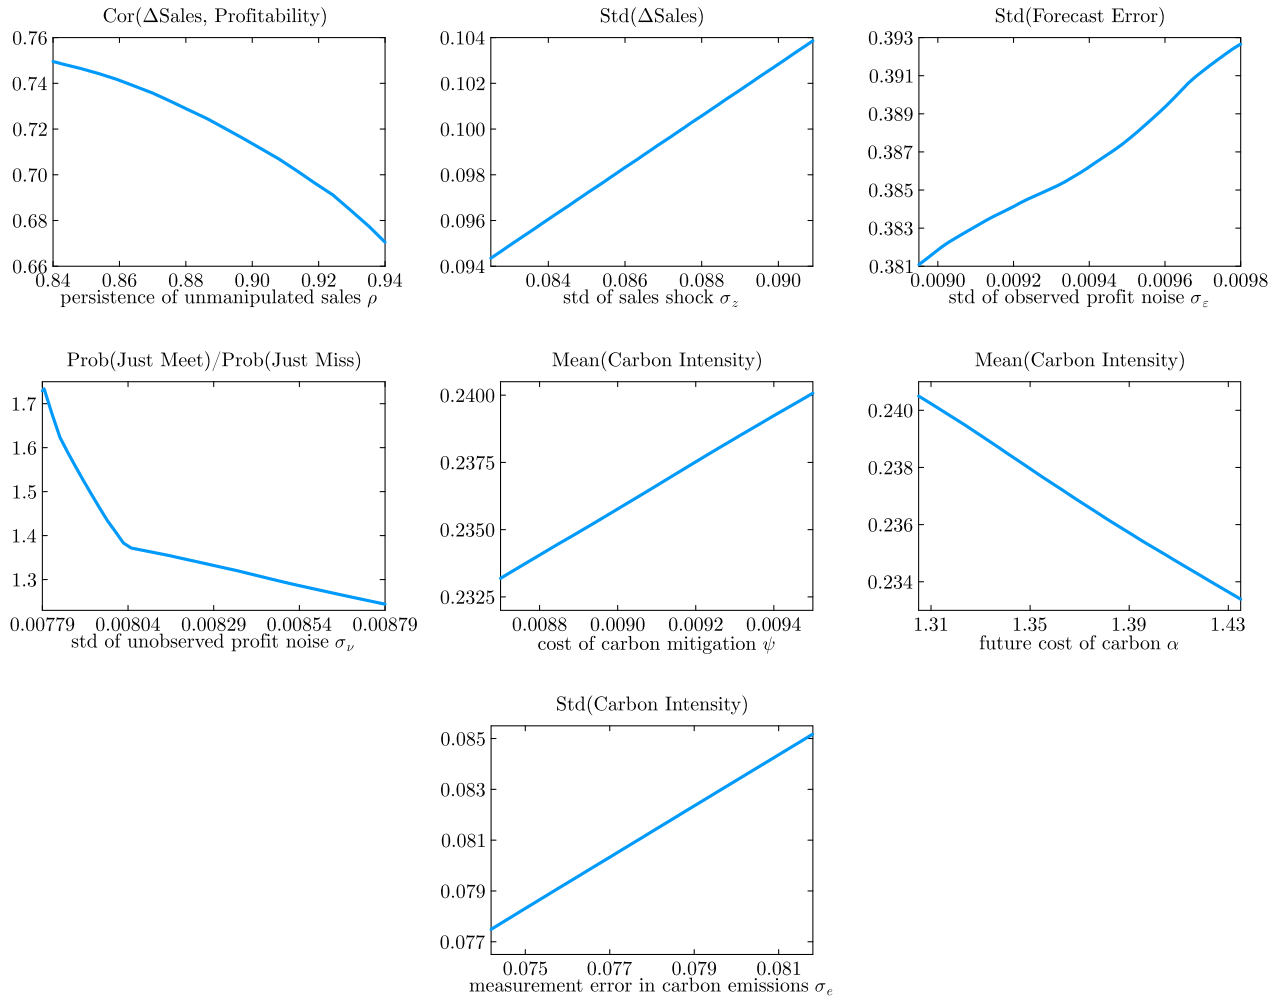 Cor(ΔSales, Profitability)
0.76
0.74
0.72
0.70
0.68
0.66
0.84 0.86 0.88 0.90 0.92 0.94
persistence of unmanipulated sales ρ
Std(ΔSales)
0.104
0.102
0.100
0.098
0.096
0.094
0.084 0.086 0.088 0.090
std of sales shock σz
Std(Forecast Error)
0.393
0.391
0.389
0.387
0.385
0.383
0.381
0.0090 0.0092 0.0094 0.0096 0.0098
std of observed profit noise σε
Prob(Just Meet)/Prob(Just Miss)
1.7
1.6
1.5
1.4
1.3
0.00779 0.00804 0.00829 0.00854 0.00879
std of unobserved profit noise σν
Mean(Carbon Intensity)
0.2400
0.2375
0.2350
0.2325
0.0088 0.0090 0.0092 0.0094
cost of carbon mitigation ψ
Mean(Carbon Intensity)
0.240
0.238
0.236
0.234
1.31 1.35 1.39 1.43
future cost of carbon α
Std(Carbon Intensity)
0.085
0.083
0.081
0.079
0.077
0.075 0.077 0.079 0.081
measurement error in carbon emissions σe